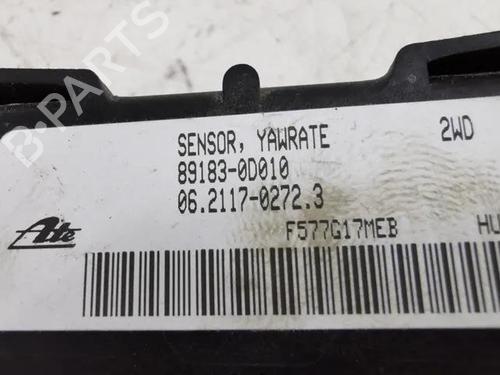 B-PARTS
SENSOR, YAWRATE 2WD
89183-0D010
06.2117-0272.3
Ate F577G17MEB HU